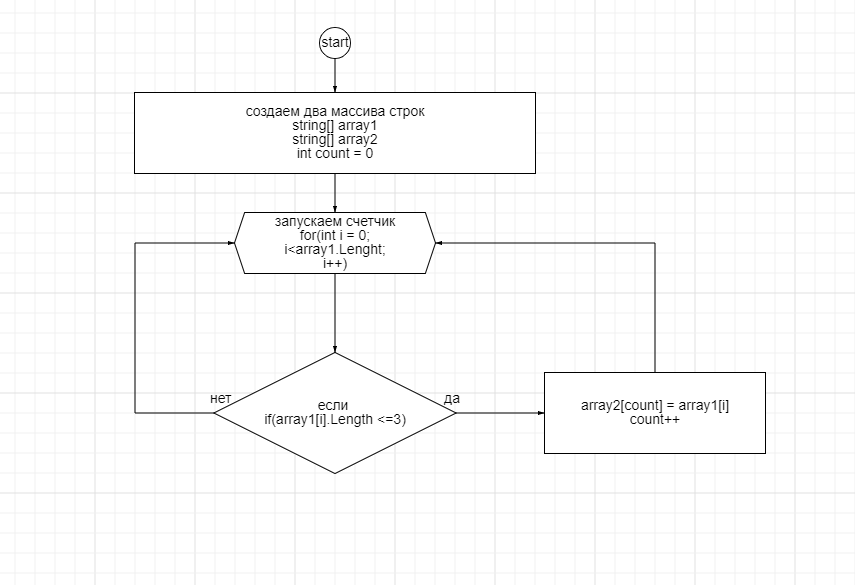 start
создаем два массива строк
string[] array1
string[] array2
int count = 0
запускаем счетчик
for(int i = 0;
i<array1.Lenght;
i++)
нет
если
if(array1[i].Length <=3)
да
array2[count] = array1[i]
count++